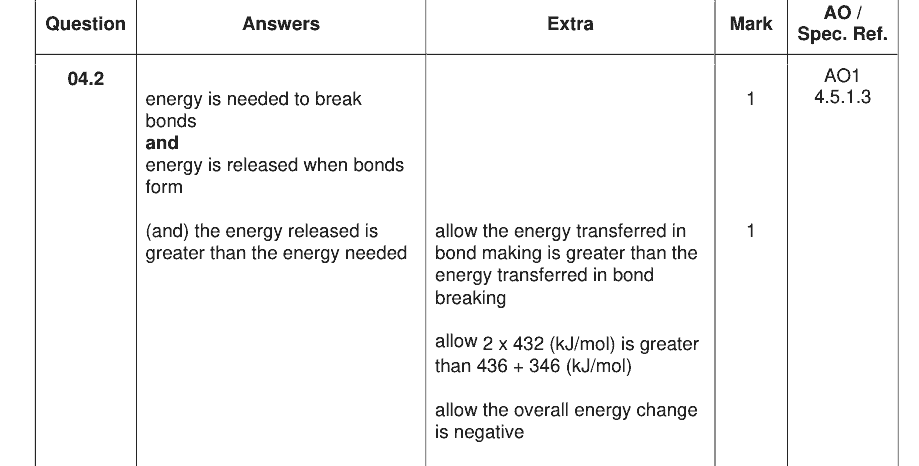 Question Answers Extra Mark AO /
Spec. Ref.
04.2 AO1
energy is needed to break 1 4.5.1.3
bonds
and
energy is released when bonds
form
(and) the energy released is allow the energy transferred in 1
greater than the energy needed bond making is greater than the
energy transferred in bond
breaking
allow 2 x 432 (kJ/mol) is greater
than 436 + 346 (kJ/mol)
allow the overall energy change
is negative